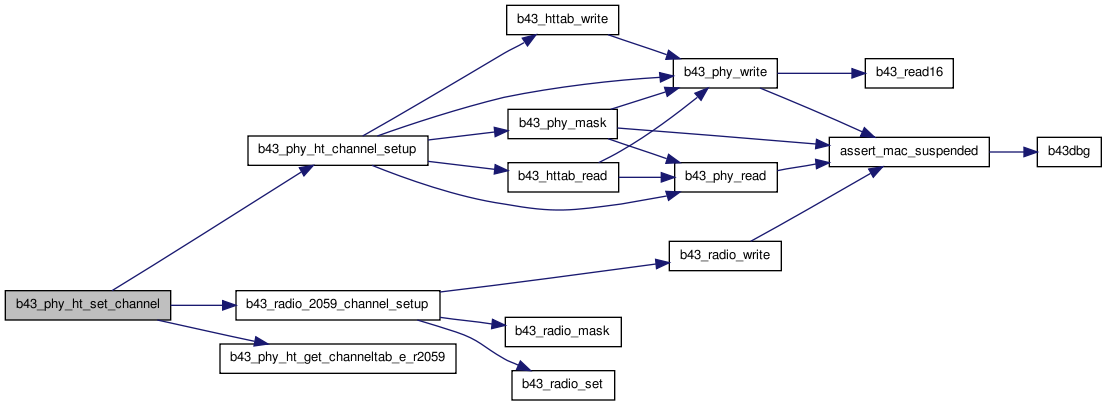 b43_httab_write
b43_phy_write
b43_read16
b43_phy_mask
b43_phy_ht_channel_setup
assert_mac_suspended
b43dbg
b43_httab_read
b43_phy_read
b43_radio_write
b43_phy_ht_set_channel
b43_radio_2059_channel_setup
b43_radio_mask
b43_phy_ht_get_channeltab_e_r2059
b43_radio_set